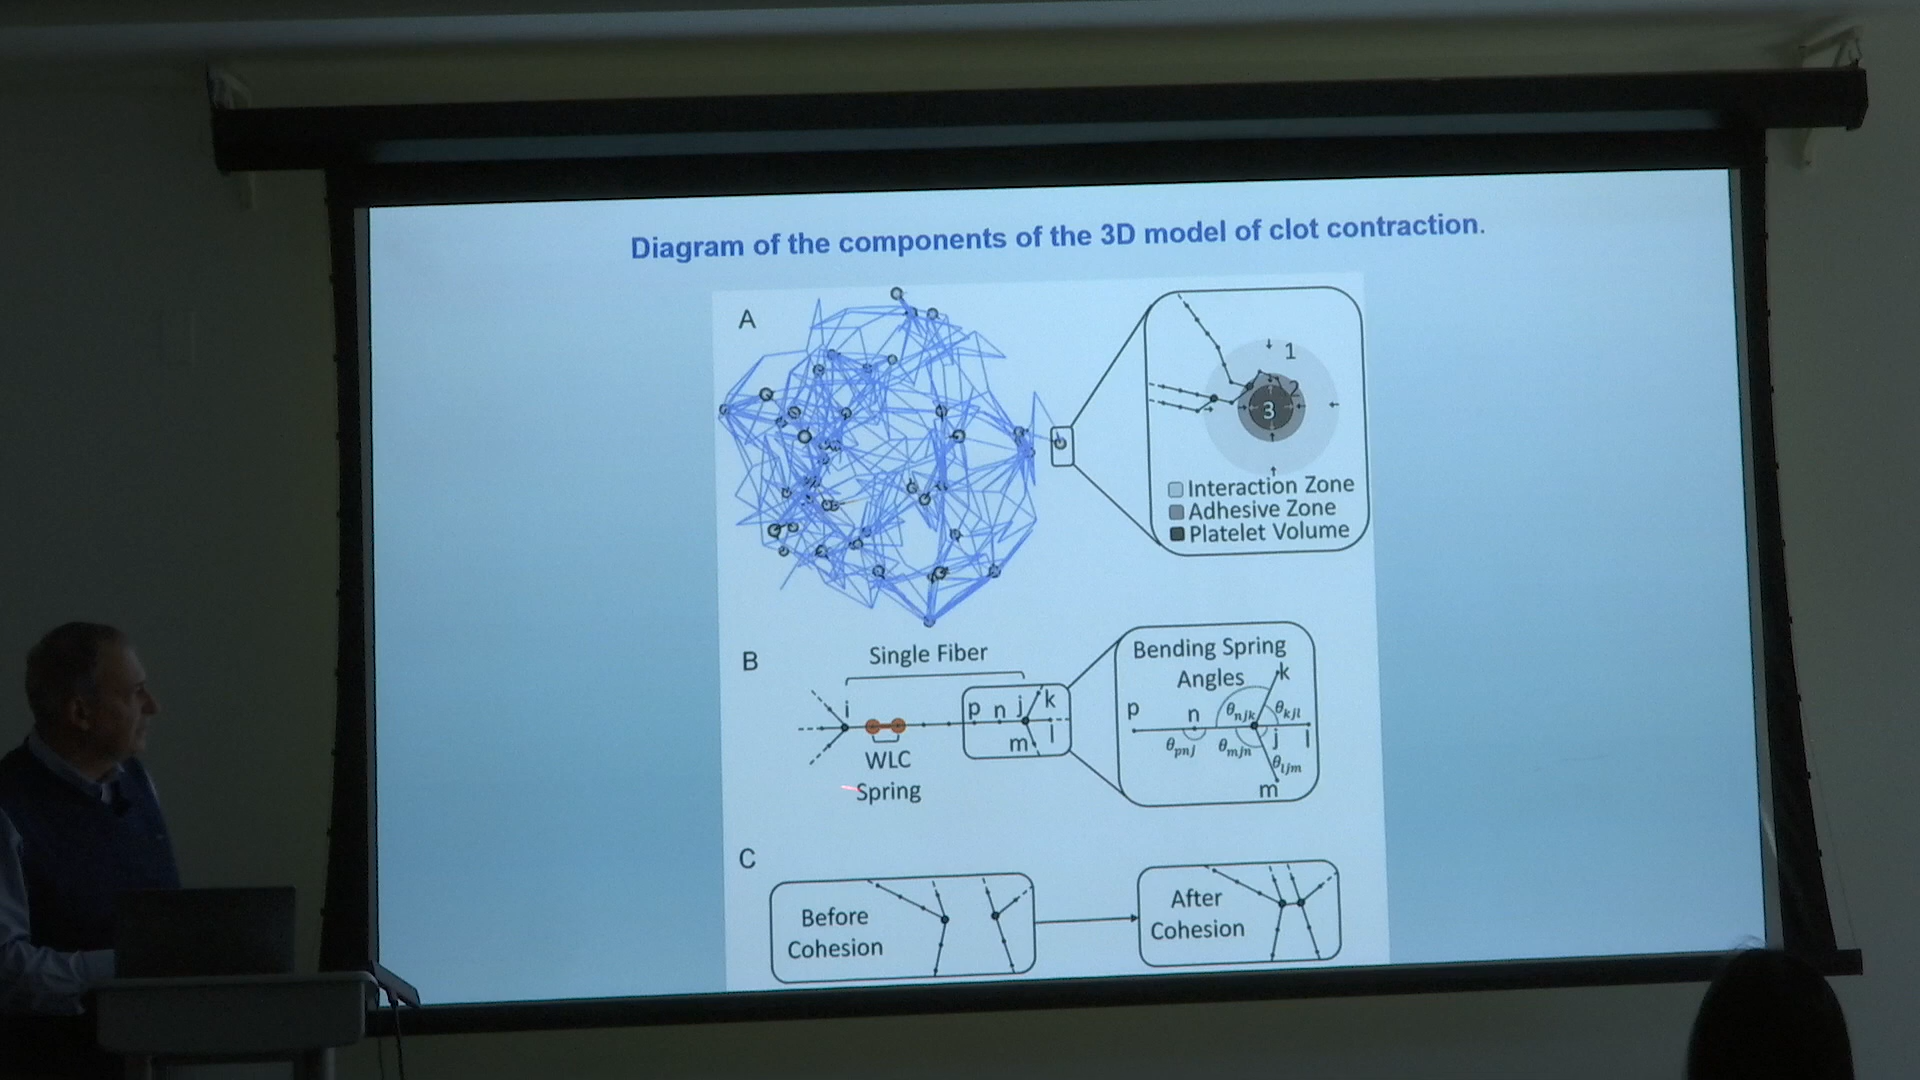 Diagram of the components of the 3D model of clot contraction.
A
1
2
3
Interaction Zone
Adhesive Zone
Platelet Volume
B
Single Fiber
i
p n j k
l
m
WLC
Spring
Bending Spring
Angles
k
p
n
θnjk
θkjl
θpnj
θmjn
j
l
θljm
m
C
Before
Cohesion
After
Cohesion